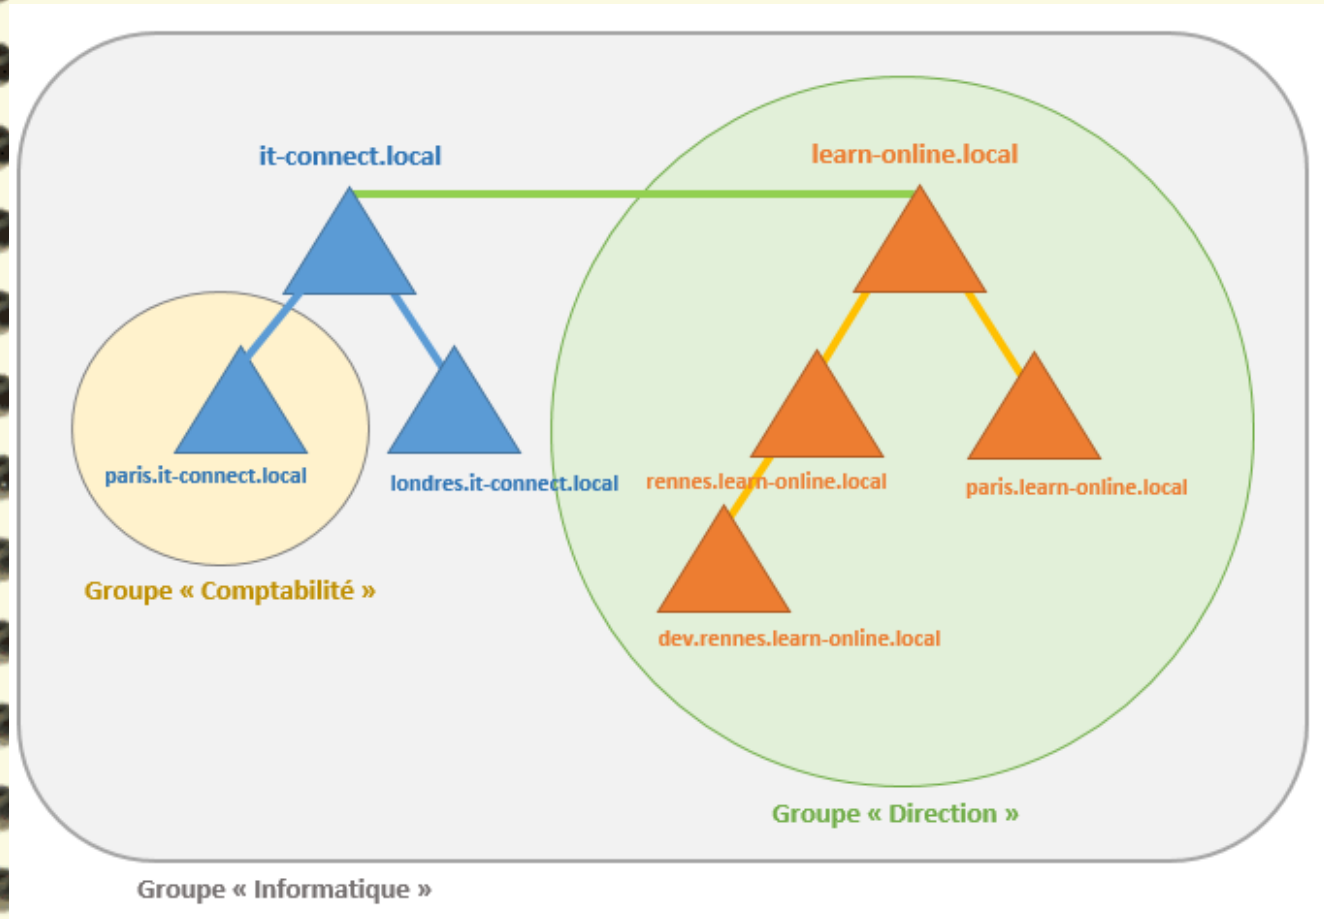 it-connect.local
learn-online.local
paris.it-connect.local
londres.it-connect.local
rennes.learn-online.local
paris.learn-online.local
Groupe « Comptabilité »
dev.rennes.learn-online.local
Groupe « Direction »
Groupe « Informatique »